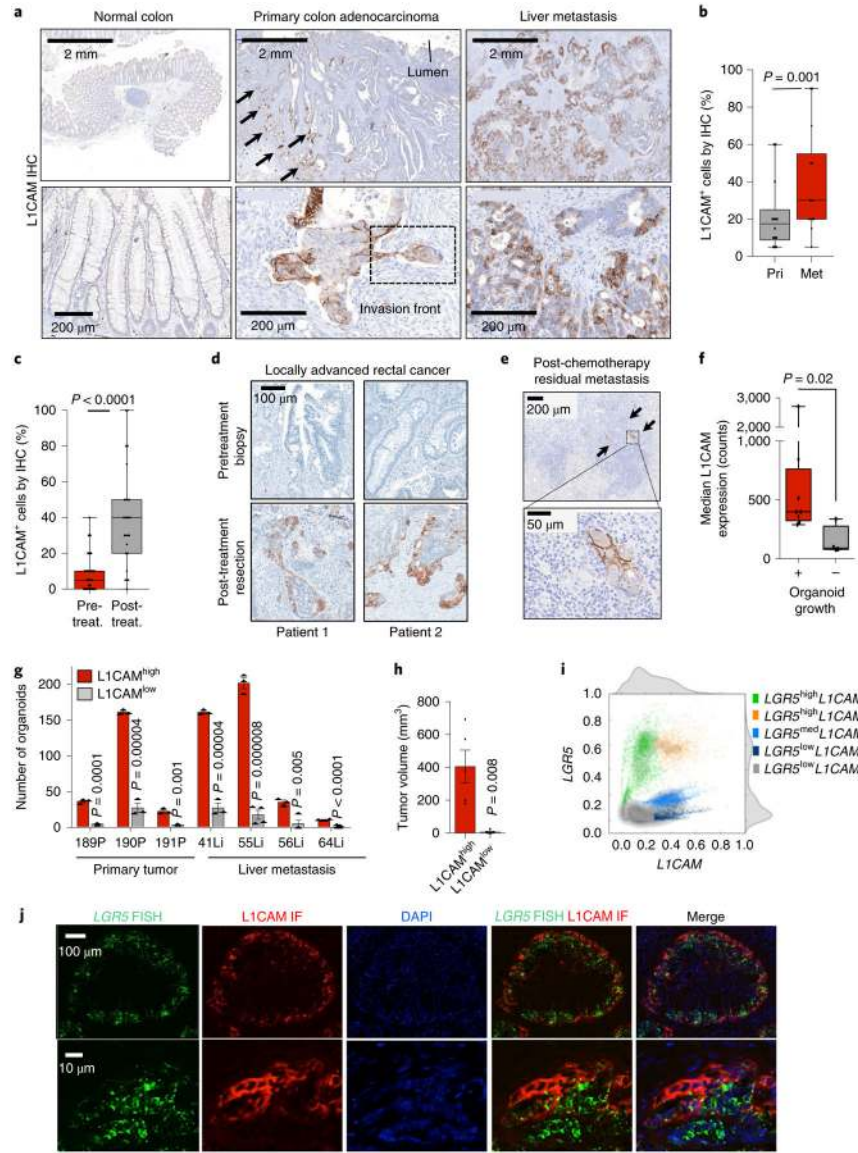 a
Normal colon
Primary colon adenocarcinoma
Liver metastasis
L1CAM IHC
2 mm
2 mm
Lumen
2 mm
200 µm
200 µm
Invasion front
200 µm
b
P = 0.001
L1CAM+ cells by IHC (%)
100
80
60
40
20
0
Pri Met
c
P < 0.0001
L1CAM+ cells by IHC (%)
100
80
60
40
20
0
Pre-treat.
Post-treat.
d
Locally advanced rectal cancer
100 µm
Pretreatment biopsy
Post-treatment resection
Patient 1
Patient 2
e
Post-chemotherapy
residual metastasis
200 µm
50 µm
f
P = 0.02
Median L1CAM
expression (counts)
3,000
2,000
1,000
500
0
+ −
Organoid
growth
g
L1CAMhigh
L1CAMlow
Number of organoids
200
150
100
50
0
P = 0.0001
P = 0.00004
P = 0.001
P = 0.00004
P = 0.000008
P = 0.005
P < 0.0001
189P 190P 191P 41Li 55Li 56Li 64Li
Primary tumor
Liver metastasis
h
Tumor volume (mm3)
800
600
400
200
0
P = 0.008
L1CAMhigh
L1CAMlow
i
LGR5
1.0
0.8
0.6
0.4
0.2
0.0
0.0 0.2 0.4 0.6 0.8 1.0
L1CAM
LGR5highL1CAM
LGR5highL1CAM
LGR5medL1CAM
LGR5lowL1CAM
LGR5lowL1CAM
j
LGR5 FISH
L1CAM IF
DAPI
LGR5 FISH L1CAM IF
Merge
100 µm
10 µm